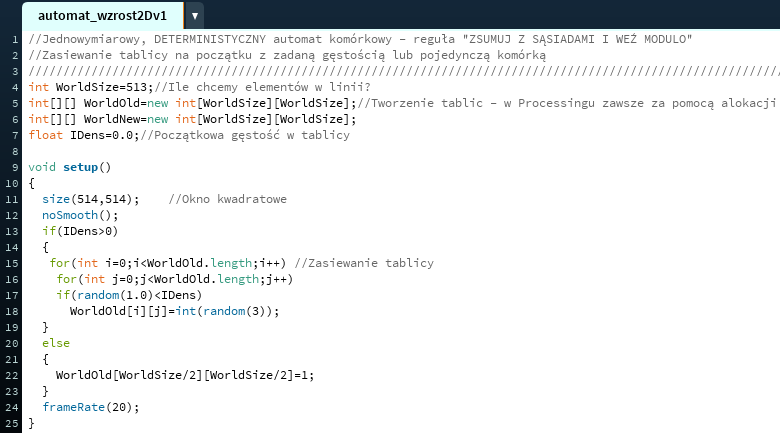 automat_wzrost2Dv1 ▼
1 //Jednowymiarowy, DETERMINISTYCZNY automat komórkowy – reguła "ZSUMUJ Z SĄSIADAMI I WEŹ MODULO"
2 //Zasiewanie tablicy na początku z zadaną gęstością lub pojedynczą komórką
3 ////////////////////////////////////////////////////////////////////////////////////////////////////////////
4 int WorldSize=513;//Ile chcemy elementów w linii?
5 int[][] WorldOld=new int[WorldSize][WorldSize];//Tworzenie tablic – w Processingu zawsze za pomocą alokacji
6 int[][] WorldNew=new int[WorldSize][WorldSize];
7 float IDens=0.0;//Początkowa gęstość w tablicy
8
9 void setup()
10 {
11   size(514,514);    //Okno kwadratowe
12   noSmooth();
13   if(IDens>0)
14   {
15    for(int i=0;i<WorldOld.length;i++) //Zasiewanie tablicy
16     for(int j=0;j<WorldOld.length;j++)
17     if(random(1.0)<IDens)
18       WorldOld[i][j]=int(random(3));
19   }
20   else
21   {
22     WorldOld[WorldSize/2][WorldSize/2]=1;
23   }
24   frameRate(20);
25 }